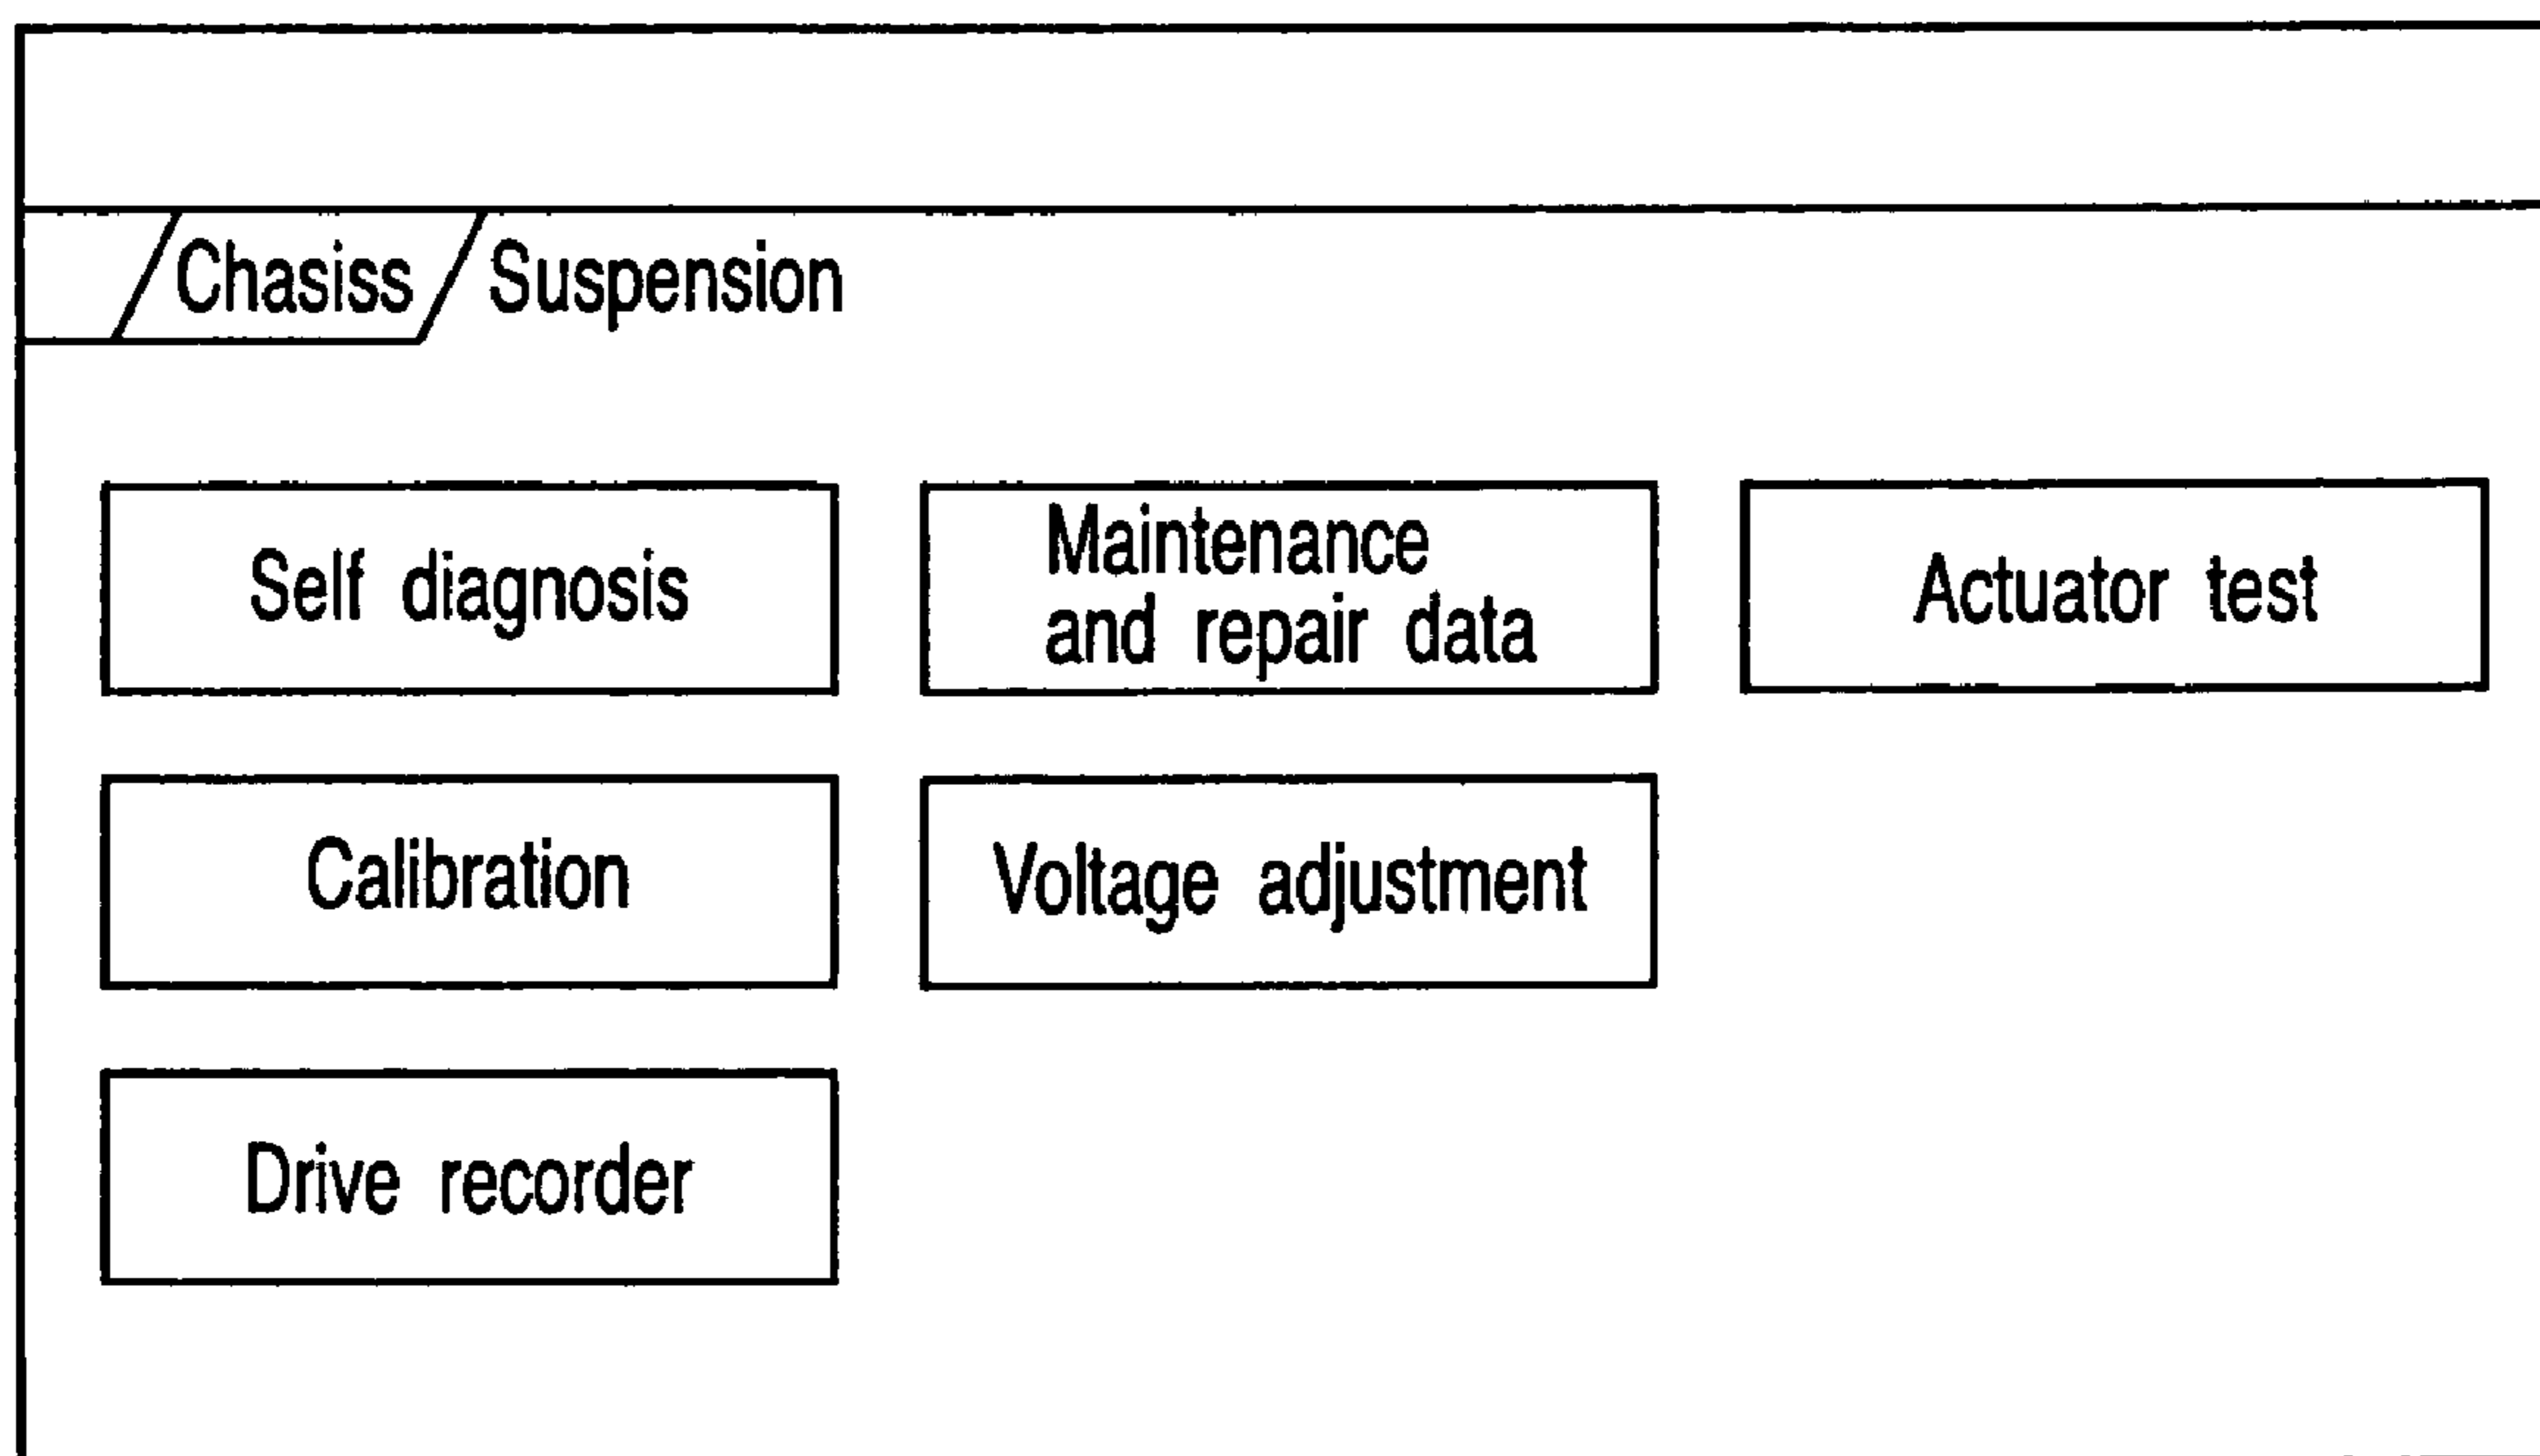 Chasiss Suspension
Self diagnosis
Maintenance
and repair data
Actuator test
Calibration
Voltage adjustment
Drive recorder